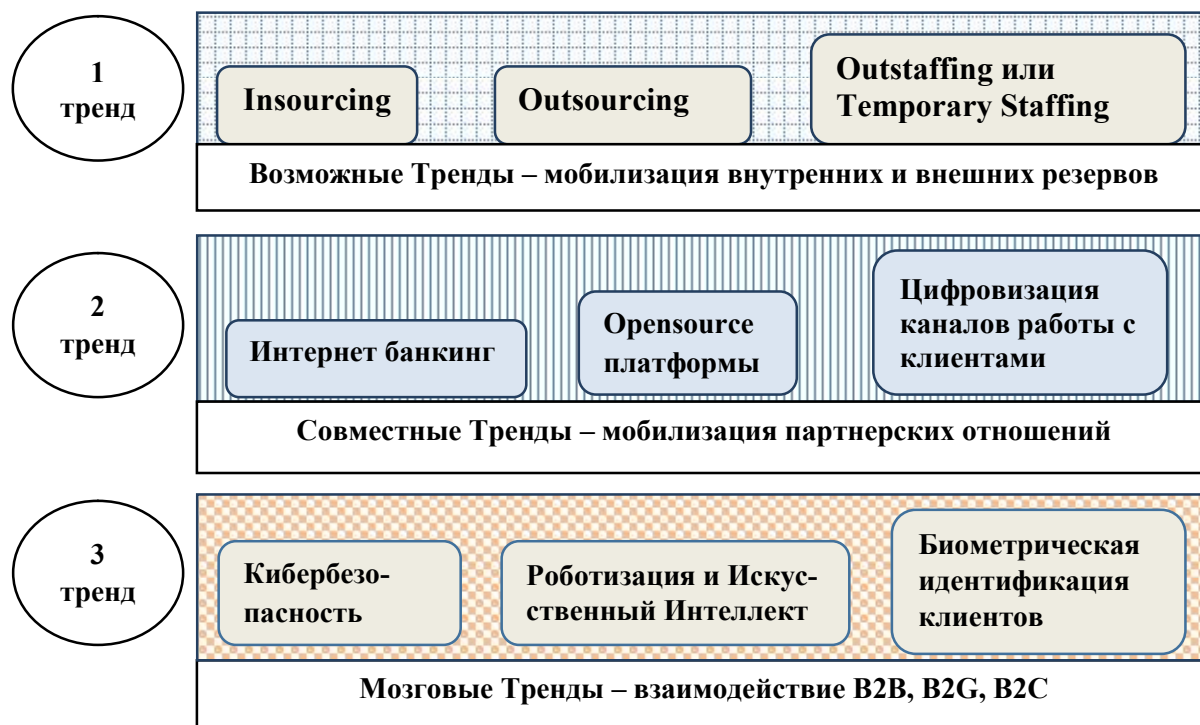 1
тренд
Insourcing
Outsourcing
Outstaffing или
Temporary Staffing
Возможные Тренды – мобилизация внутренних и внешних резервов
2
тренд
Интернет банкинг
Opensource
платформы
Цифровизация
каналов работы с
клиентами
Совместные Тренды – мобилизация партнерских отношений
3
тренд
Кибербезо-
пасность
Роботизация и Искус-
ственный Интеллект
Биометрическая
идентификация
клиентов
Мозговые Тренды – взаимодействие B2B, B2G, B2C